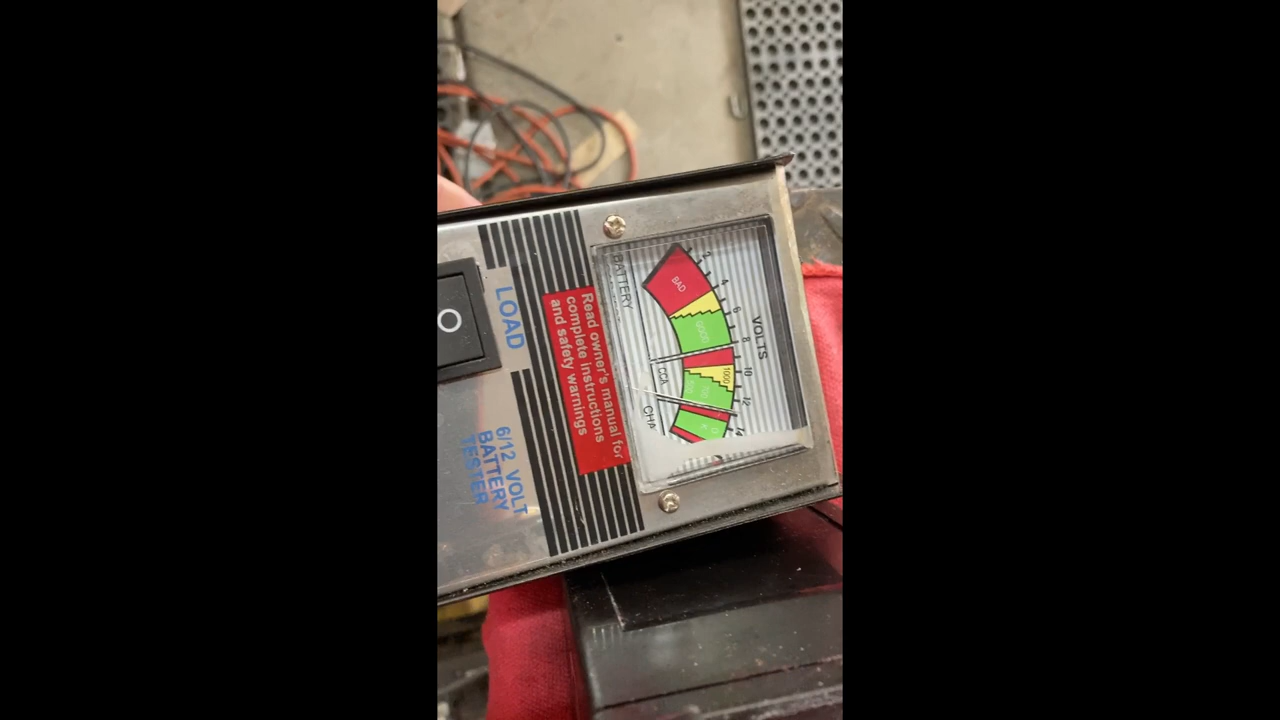 VOLTS
2
4
6
8
10
12
BAD
GOOD
1000
BATTERY
CCA
CHA
Read owner's manual for
complete instructions
and safety warnings
LOAD
O
6/12 VOLT
BATTERY
TESTER